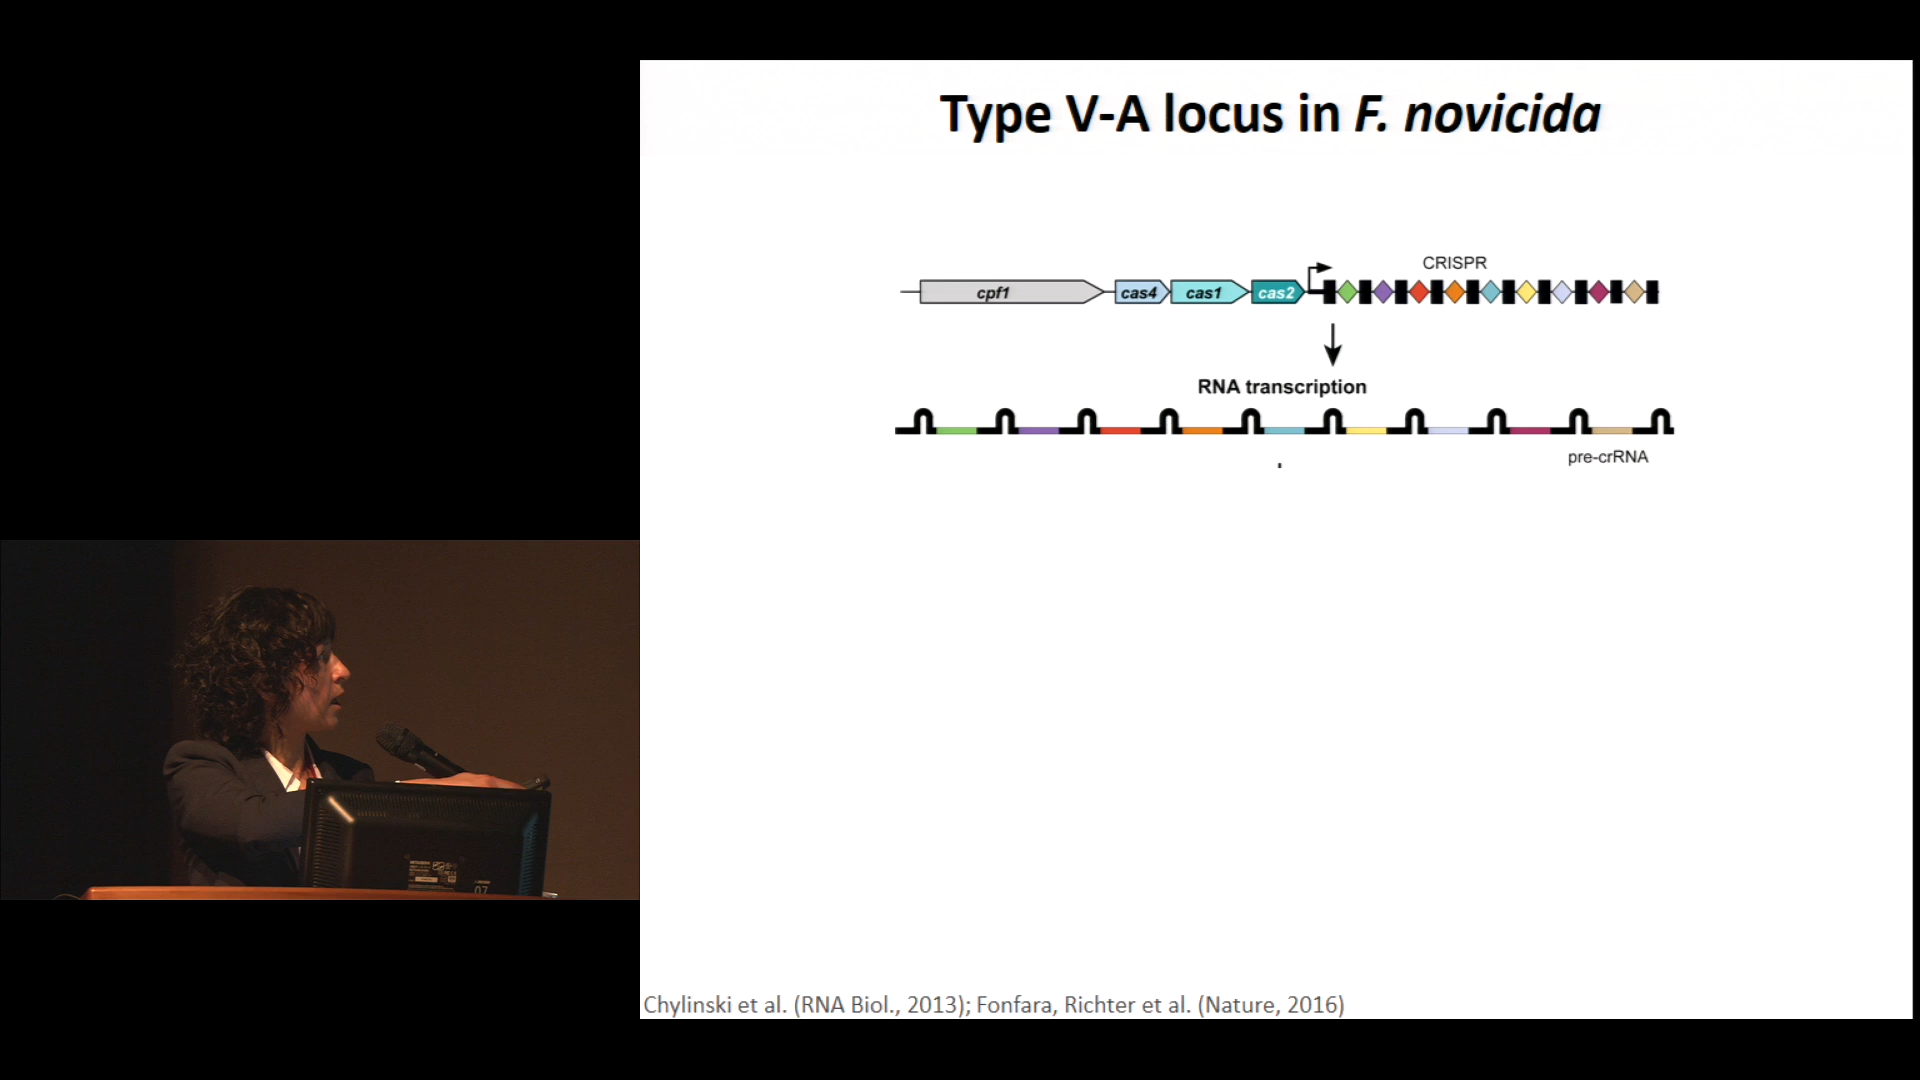 Type V-A locus in F. novicida
CRISPR
cpf1 cas4 cas1 cas2
RNA transcription
pre-crRNA
07
Chylinski et al. (RNA Biol., 2013); Fonfara, Richter et al. (Nature, 2016)